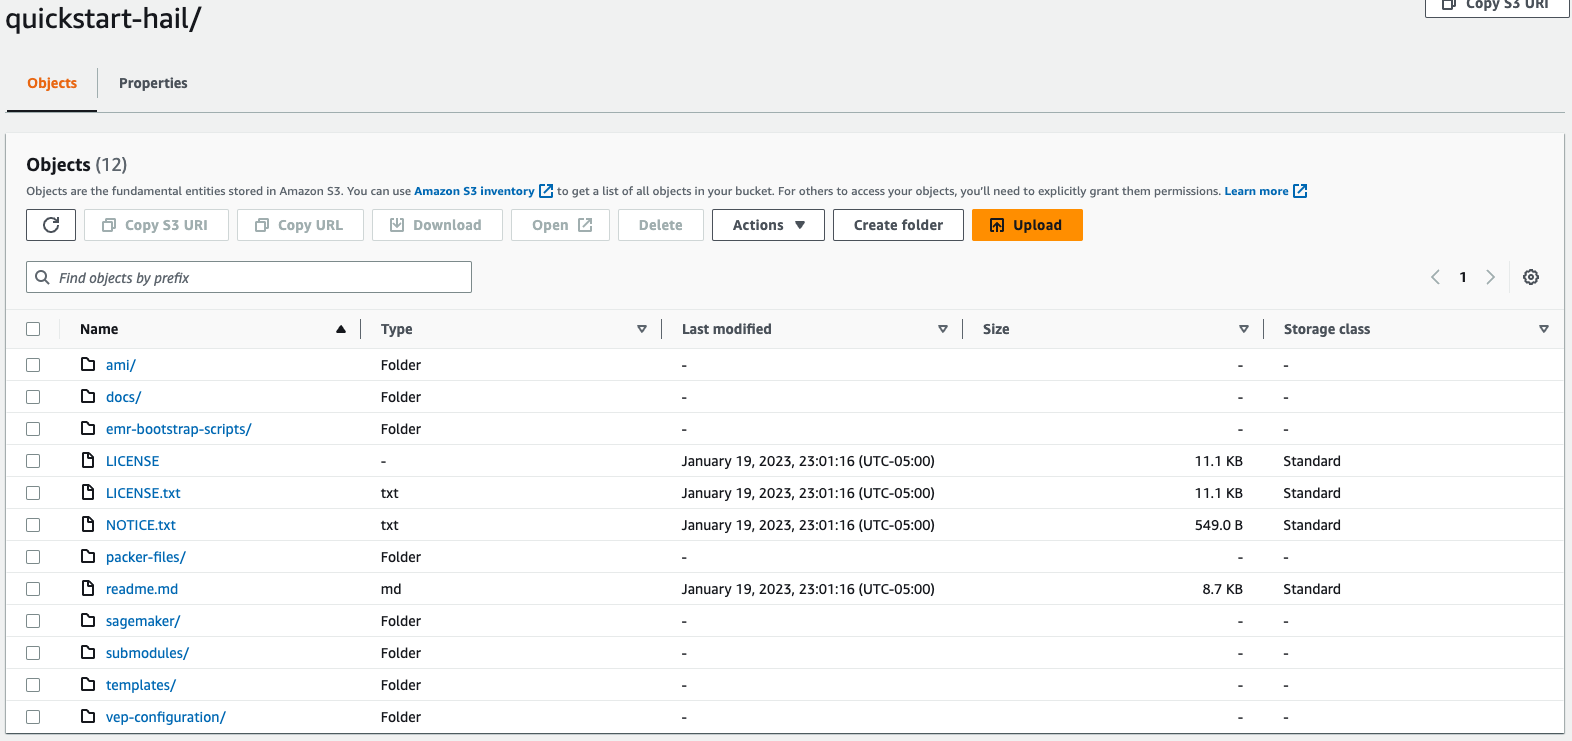 quickstart-hail/
Copy S3 URI
Objects
Properties
Objects (12)
Objects are the fundamental entities stored in Amazon S3. You can use Amazon S3 inventory to get a list of all objects in your bucket. For others to access your objects, you'll need to explicitly grant them permissions. Learn more
Copy S3 URI Copy URL Download Open Delete Actions Create folder Upload
Find objects by prefix
1
Name Type Last modified Size Storage class
ami/ Folder - - -
docs/ Folder - - -
emr-bootstrap-scripts/ Folder - - -
LICENSE - January 19, 2023, 23:01:16 (UTC-05:00) 11.1 KB Standard
LICENSE.txt txt January 19, 2023, 23:01:16 (UTC-05:00) 11.1 KB Standard
NOTICE.txt txt January 19, 2023, 23:01:16 (UTC-05:00) 549.0 B Standard
packer-files/ Folder - - -
readme.md md January 19, 2023, 23:01:16 (UTC-05:00) 8.7 KB Standard
sagemaker/ Folder - - -
submodules/ Folder - - -
templates/ Folder - - -
vep-configuration/ Folder - - -